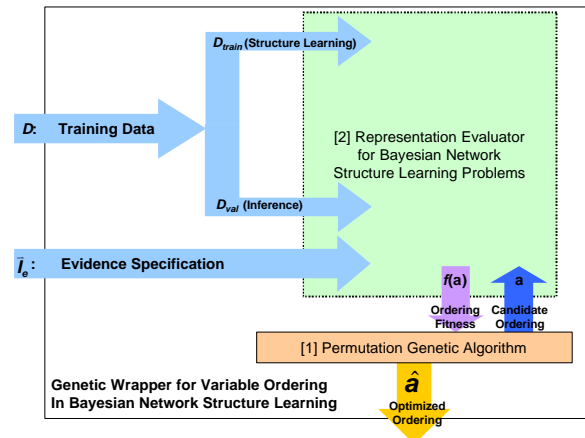 D_train (Structure Learning)
D: Training Data
[2] Representation Evaluator
for Bayesian Network
Structure Learning Problems
D_val (Inference)
I⃗_e: Evidence Specification
f(a)
a
Ordering
Fitness
Candidate
Ordering
[1] Permutation Genetic Algorithm
â
Genetic Wrapper for Variable Ordering
In Bayesian Network Structure Learning
Optimized
Ordering